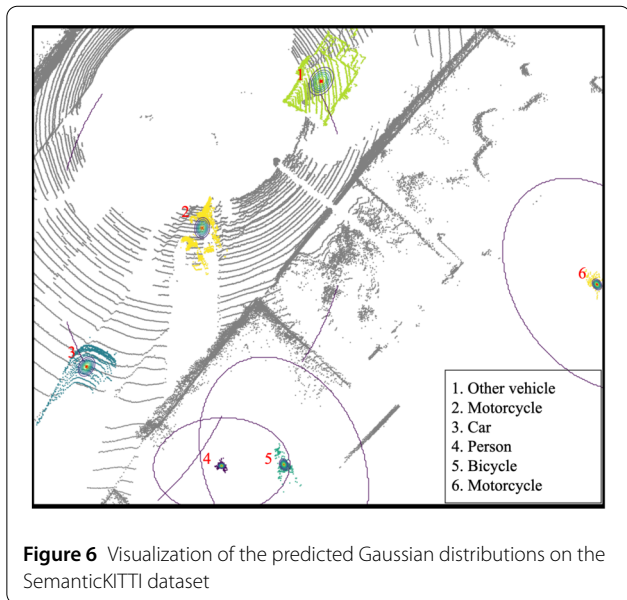 1
2
3
4
5
6
1. Other vehicle
2. Motorcycle
3. Car
4. Person
5. Bicycle
6. Motorcycle
Figure 6 Visualization of the predicted Gaussian distributions on the
SemanticKITTI dataset